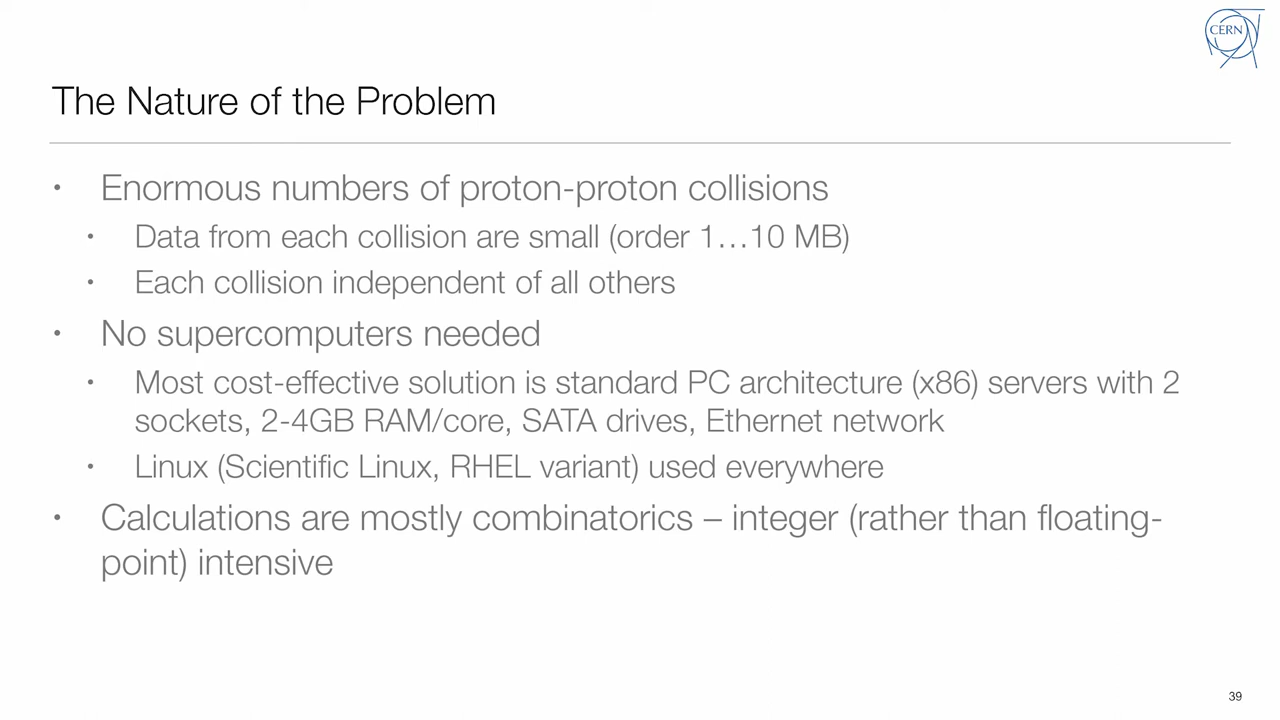 CERN
The Nature of the Problem
• Enormous numbers of proton-proton collisions
• Data from each collision are small (order 1…10 MB)
• Each collision independent of all others
• No supercomputers needed
• Most cost-effective solution is standard PC architecture (x86) servers with 2
sockets, 2-4GB RAM/core, SATA drives, Ethernet network
• Linux (Scientific Linux, RHEL variant) used everywhere
• Calculations are mostly combinatorics – integer (rather than floating-
point) intensive
39